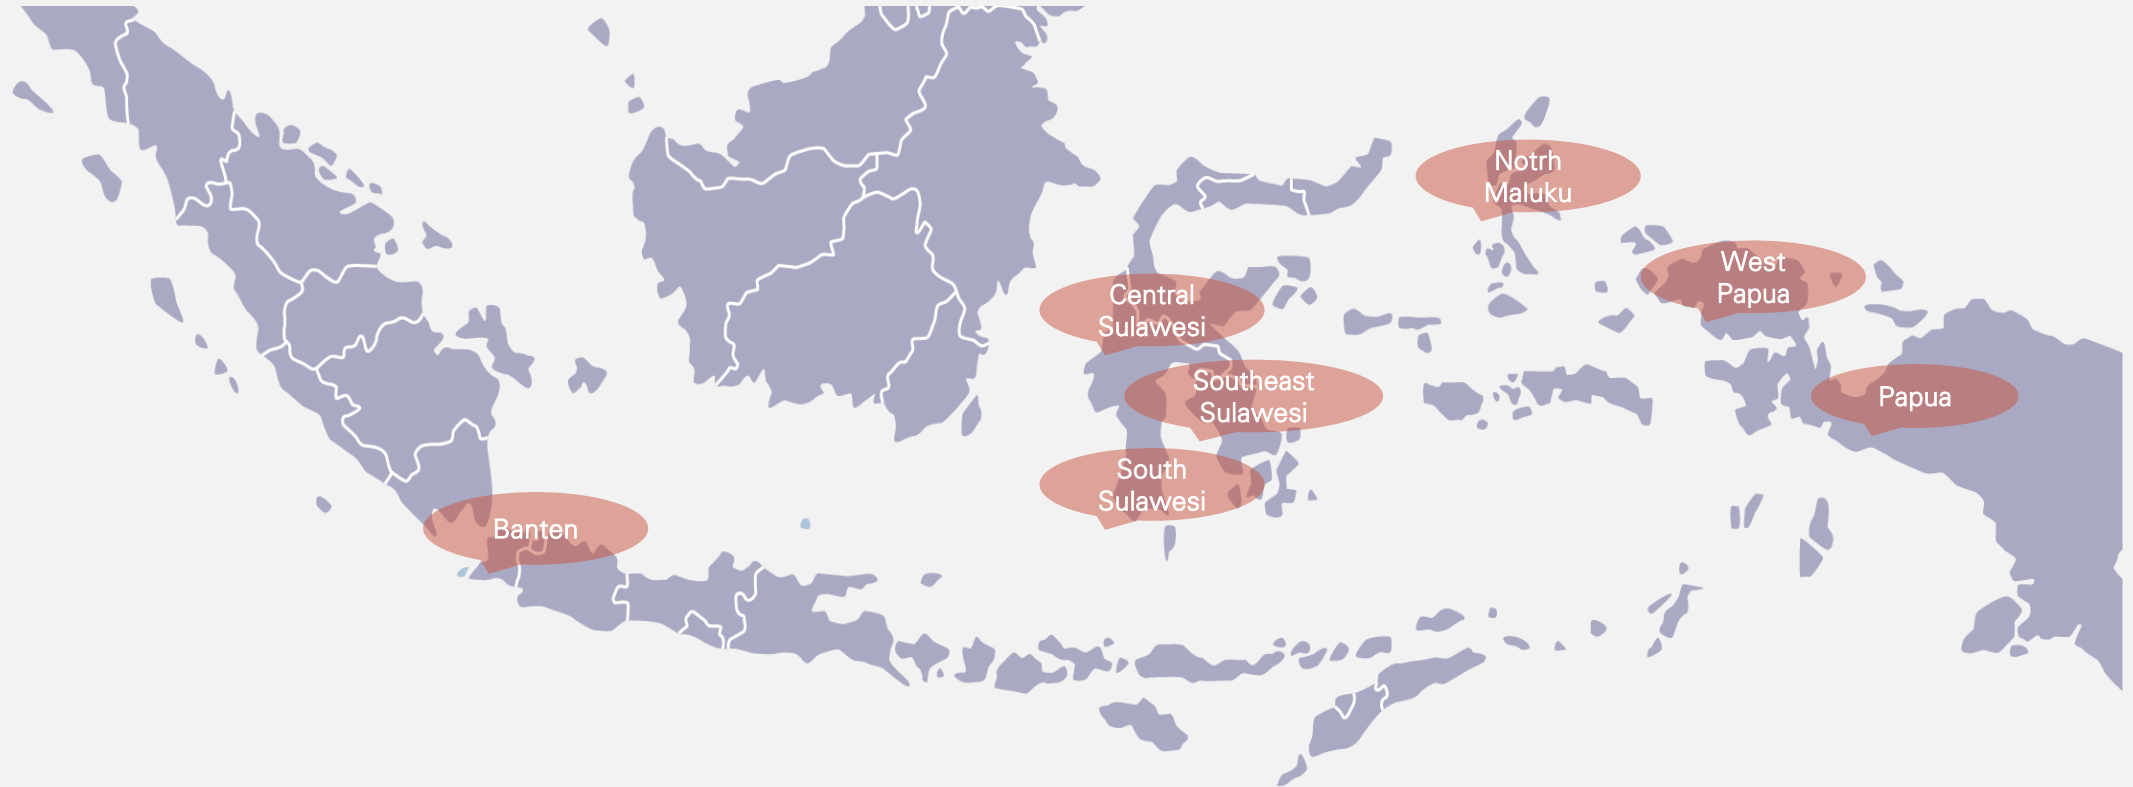 Notrh
Maluku
West
Papua
Central
Sulawesi
Southeast
Sulawesi
Papua
South
Sulawesi
Banten